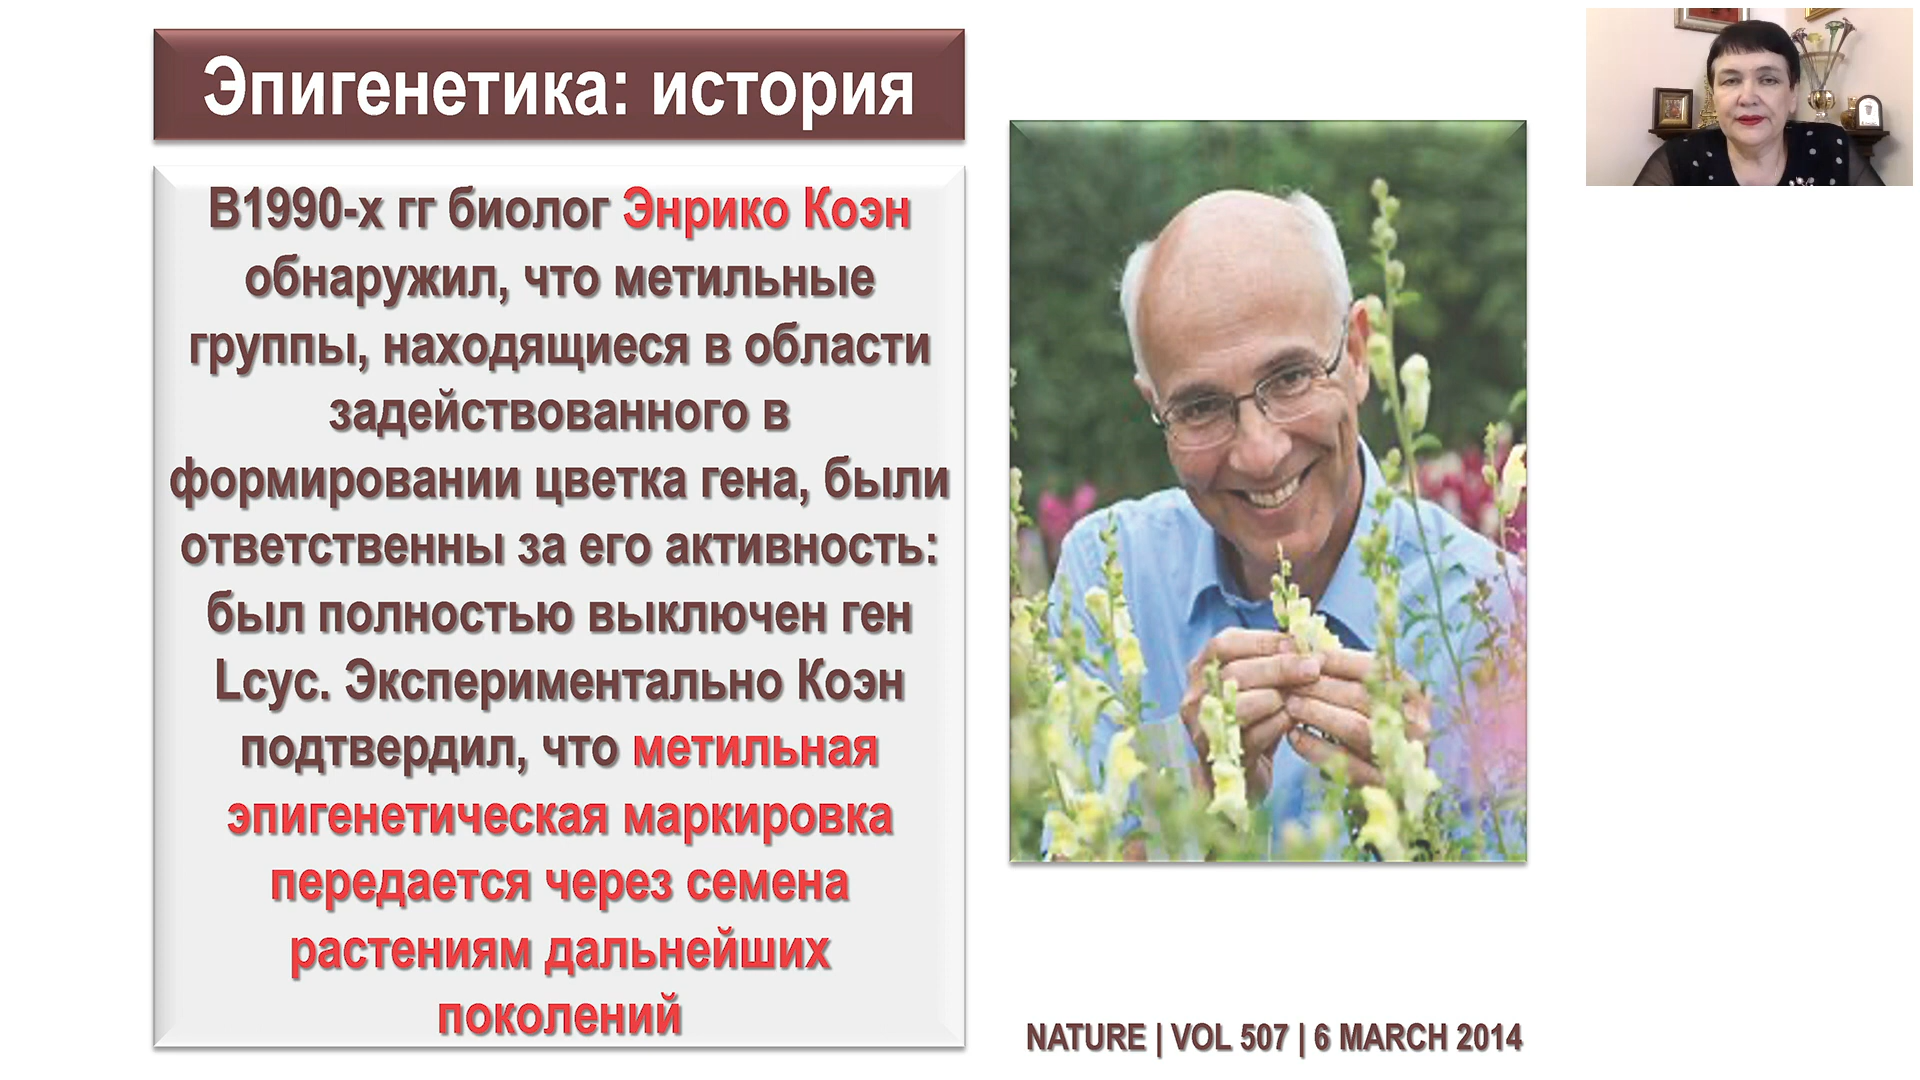 Эпигенетика: история
В1990-х гг биолог Энрико Коэн
обнаружил, что метильные
группы, находящиеся в области
задействованного в
формировании цветка гена, были
ответственны за его активность:
был полностью выключен ген
Lcyc. Экспериментально Коэн
подтвердил, что метильная
эпигенетическая маркировка
передается через семена
растениям дальнейших
поколений
NATURE | VOL 507 | 6 MARCH 2014